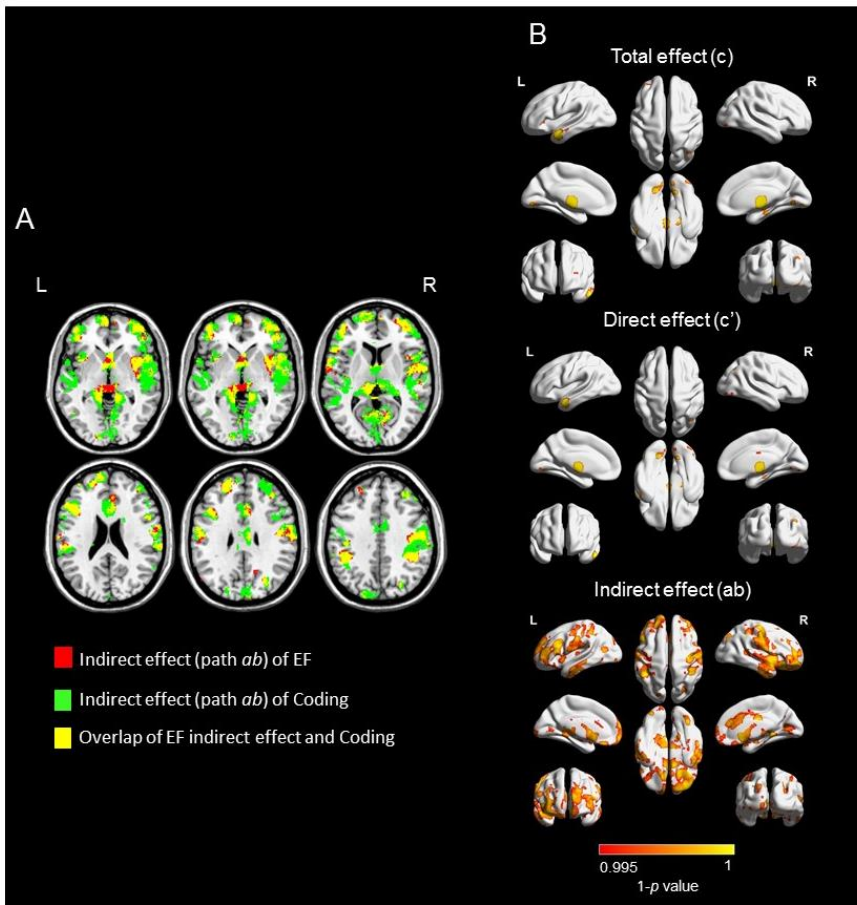 A
L
R
Indirect effect (path ab) of EF
Indirect effect (path ab) of Coding
Overlap of EF indirect effect and Coding
B
Total effect (c)
L
R
Direct effect (c’)
L
R
Indirect effect (ab)
L
R
0.995
1
1-p value